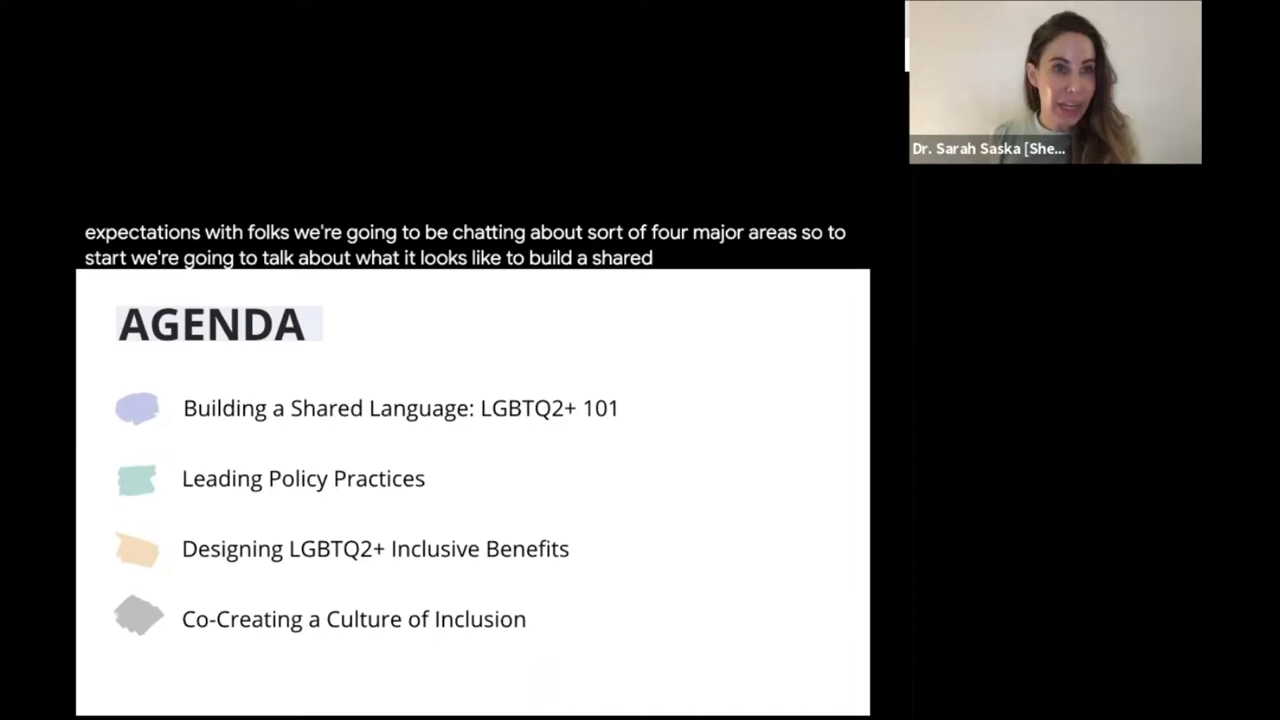 Dr. Sarah Saska [She...
expectations with folks we're going to be chatting about sort of four major areas so to
start we're going to talk about what it looks like to build a shared
AGENDA
Building a Shared Language: LGBTQ2+ 101
Leading Policy Practices
Designing LGBTQ2+ Inclusive Benefits
Co-Creating a Culture of Inclusion